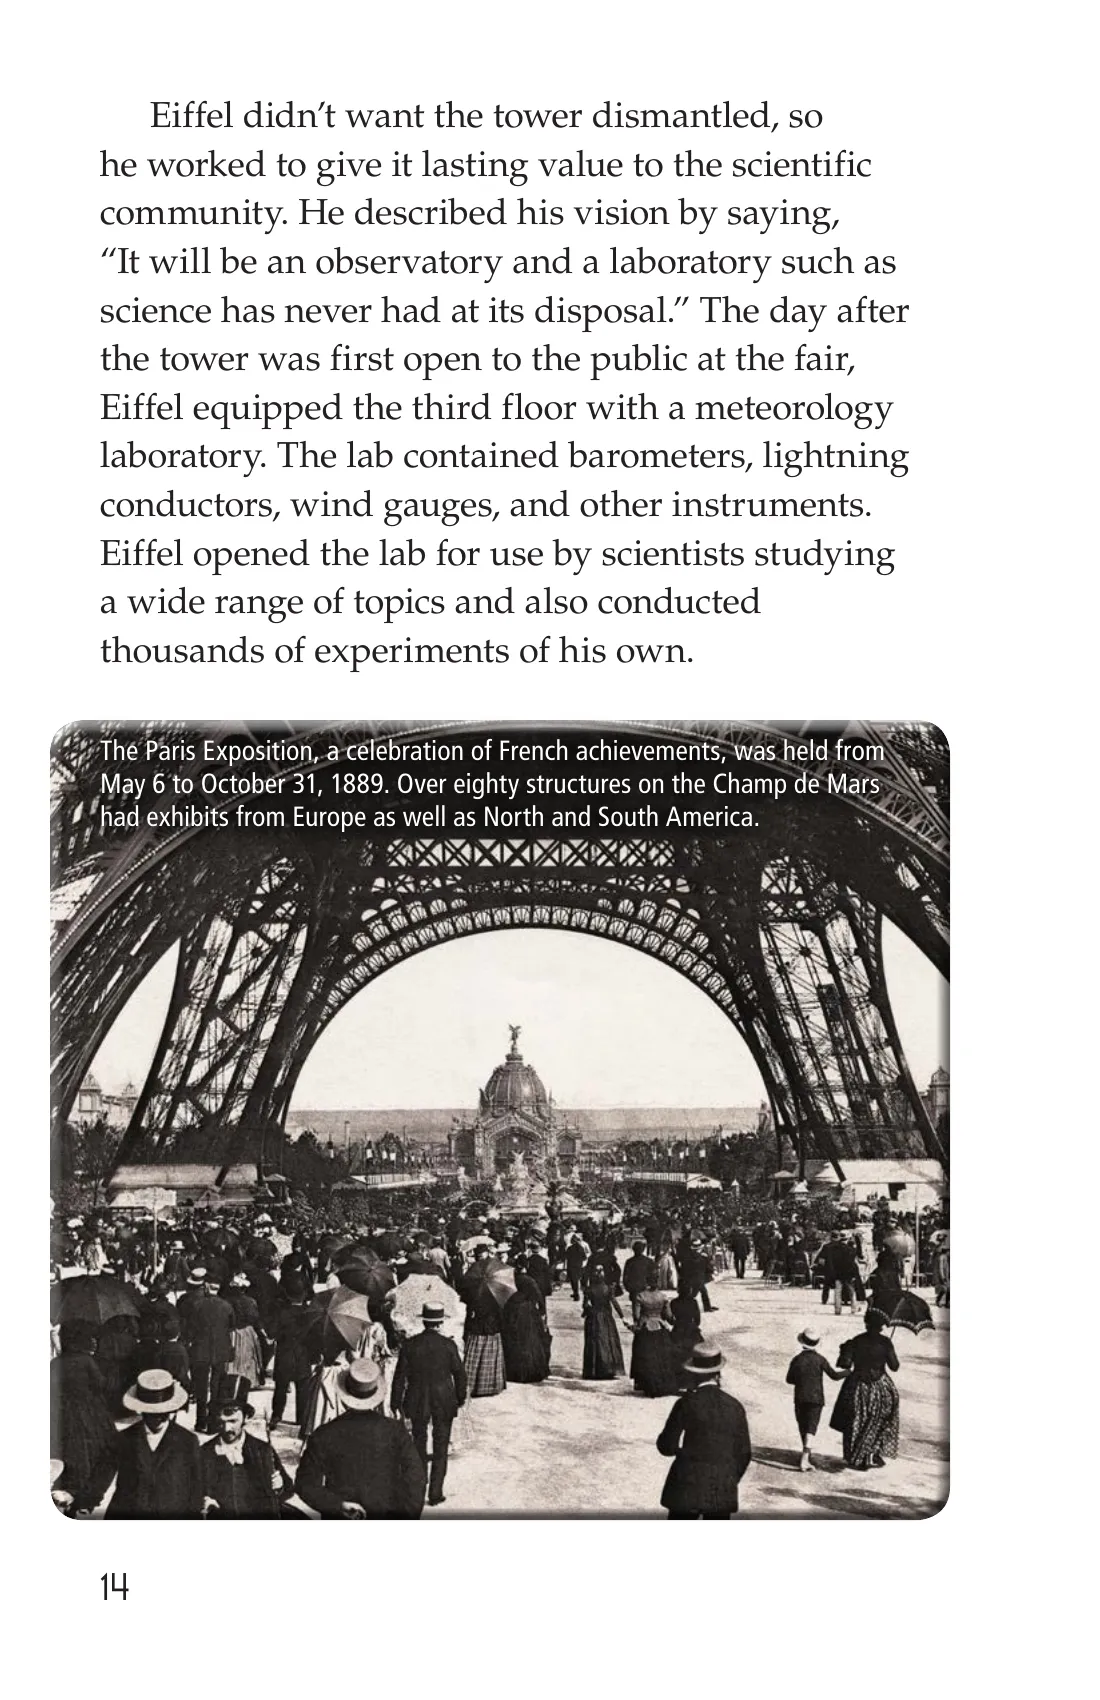 Eiffel didn’t want the tower dismantled, so
he worked to give it lasting value to the scientific
community. He described his vision by saying,
“It will be an observatory and a laboratory such as
science has never had at its disposal.” The day after
the tower was first open to the public at the fair,
Eiffel equipped the third floor with a meteorology
laboratory. The lab contained barometers, lightning
conductors, wind gauges, and other instruments.
Eiffel opened the lab for use by scientists studying
a wide range of topics and also conducted
thousands of experiments of his own.
The Paris Exposition, a celebration of French achievements, was held from
May 6 to October 31, 1889. Over eighty structures on the Champ de Mars
had exhibits from Europe as well as North and South America.
14